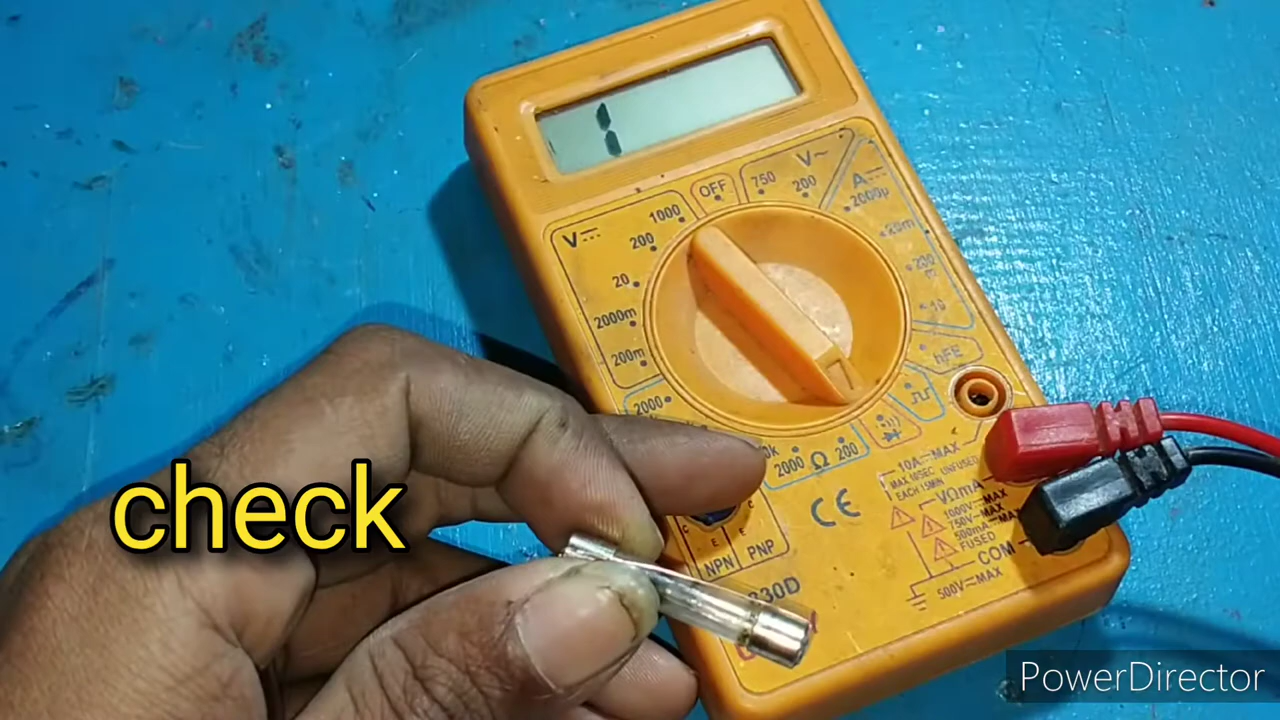 1
OFF
V~
750
200
A
2000µ
20m
200
m
10
hFE
V
1000
200
20
2000m
200m
2000
2000
Ω
200
10A MAX
MAX 10SEC UNFUSED
EACH 15MIN
VΩmA
1000V MAX
750V~MAX
500mA MAX
FUSED
COM
500V MAX
CE
C
E
E
C
NPN
PNP
830D
check
PowerDirector